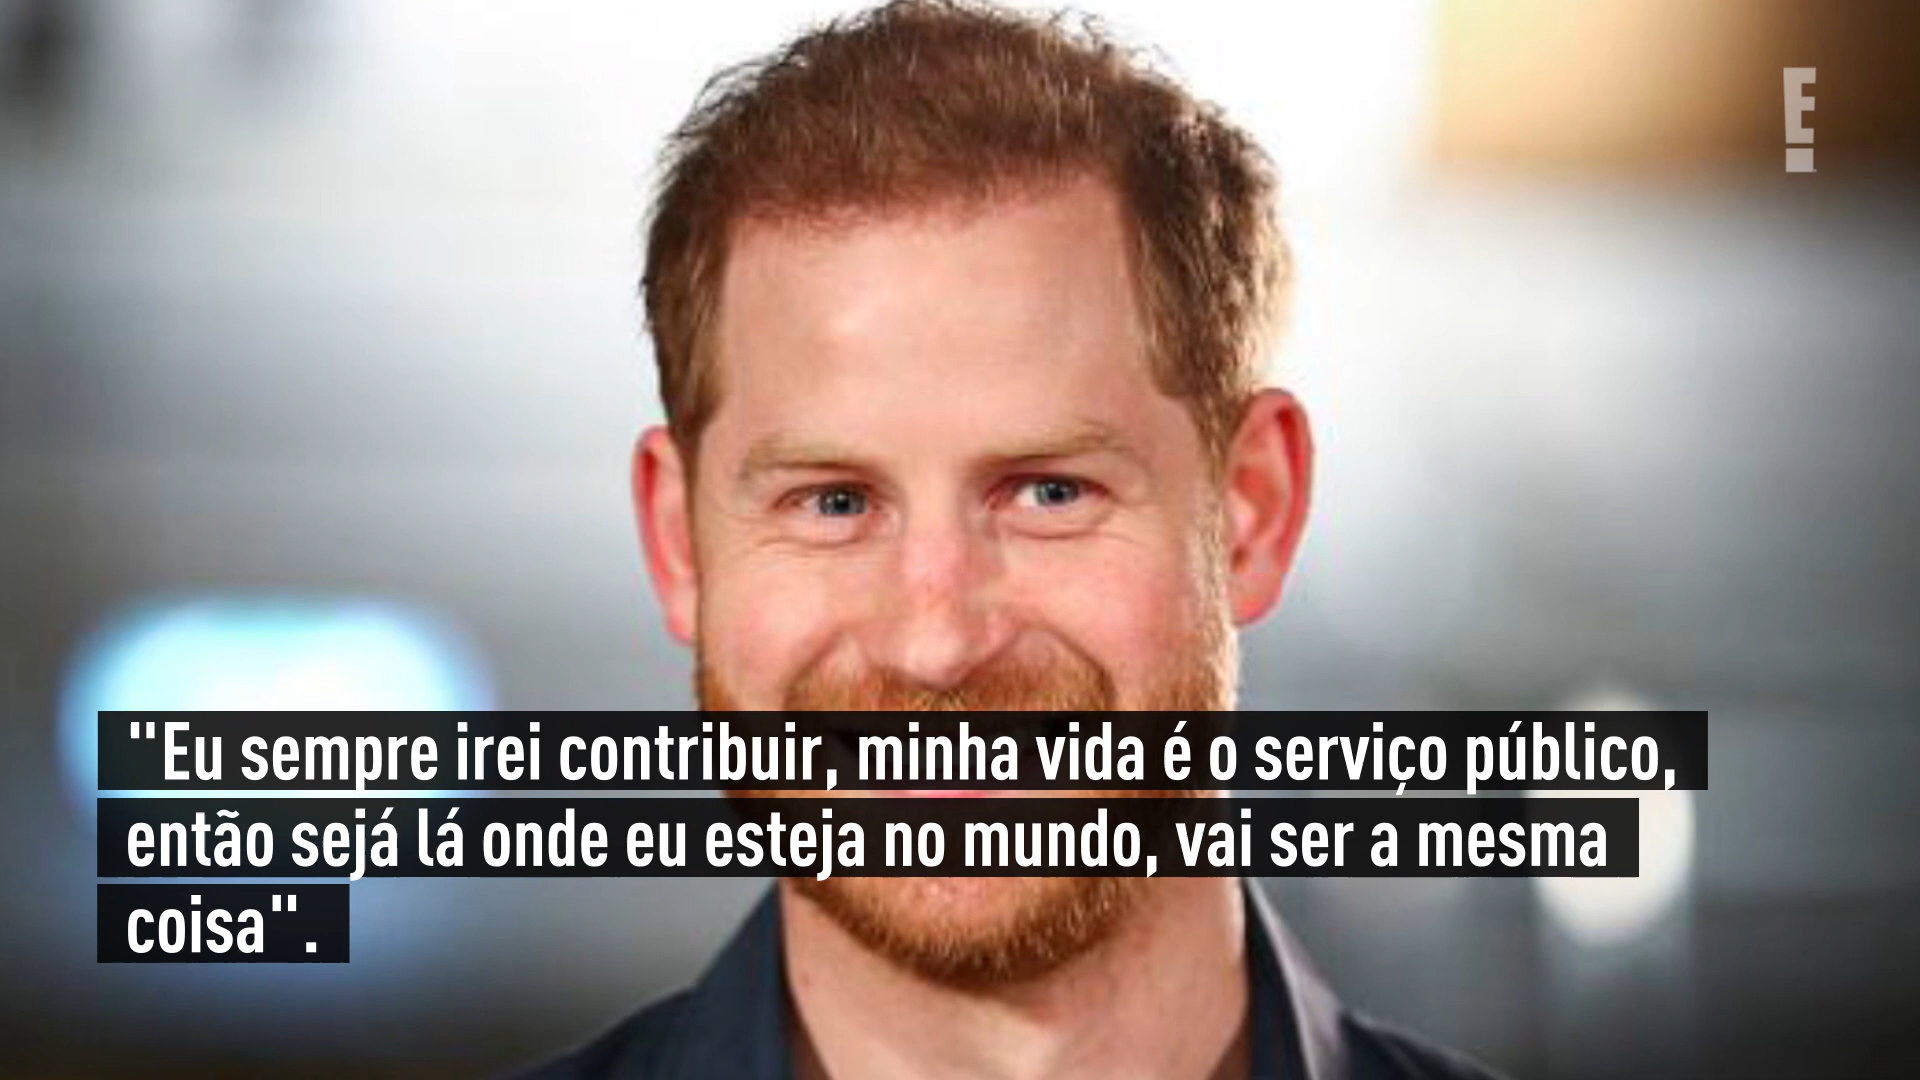 E!
"Eu sempre irei contribuir, minha vida é o serviço público,
então sejá lá onde eu esteja no mundo, vai ser a mesma
coisa".